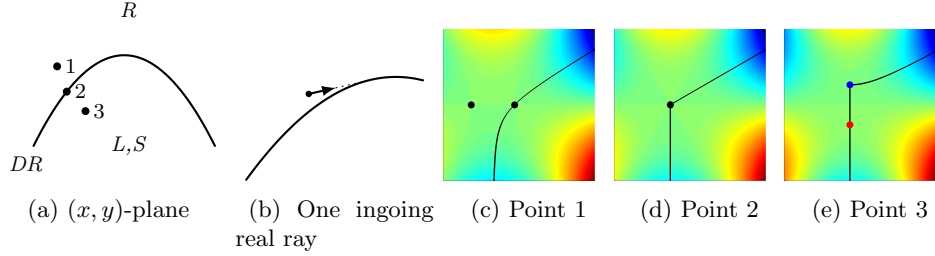 R
1
2
3
L,S
DR
(a) (x, y)-plane
(b) One ingoing
real ray
(c) Point 1
(d) Point 2
(e) Point 3